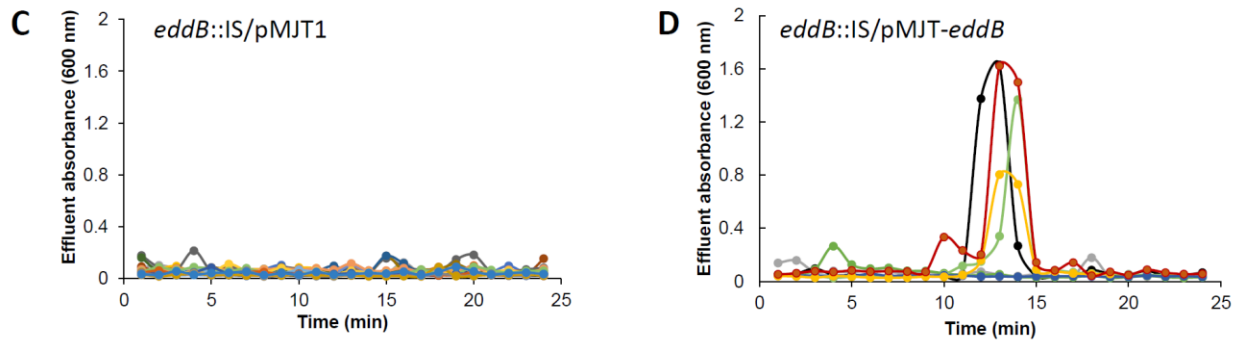 C
eddB::IS/pMJT1
Effluent absorbance (600 nm)
2
1.6
1.2
0.8
0.4
0
0 5 10 15 20 25
Time (min)
D
eddB::IS/pMJT-eddB
Effluent absorbance (600 nm)
2
1.6
1.2
0.8
0.4
0
0 5 10 15 20 25
Time (min)